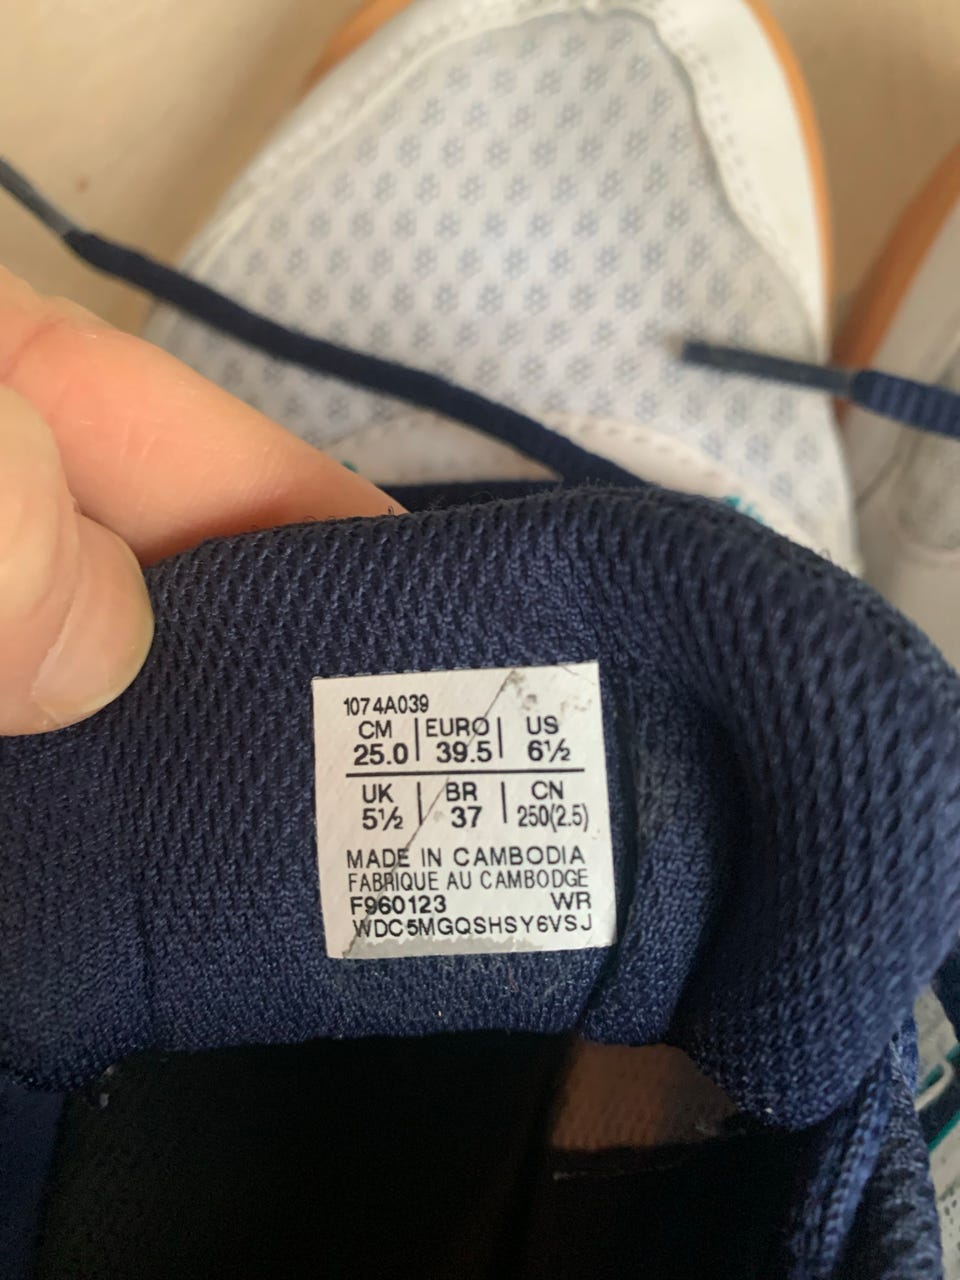 1074A039
CM | EURO | US
25.0 | 39.5 | 6½
UK | BR | CN
5½ | 37 | 250(2.5)
MADE IN CAMBODIA
FABRIQUE AU CAMBODGE
F960123 WR
WDC5MGQSHSY6VSJ